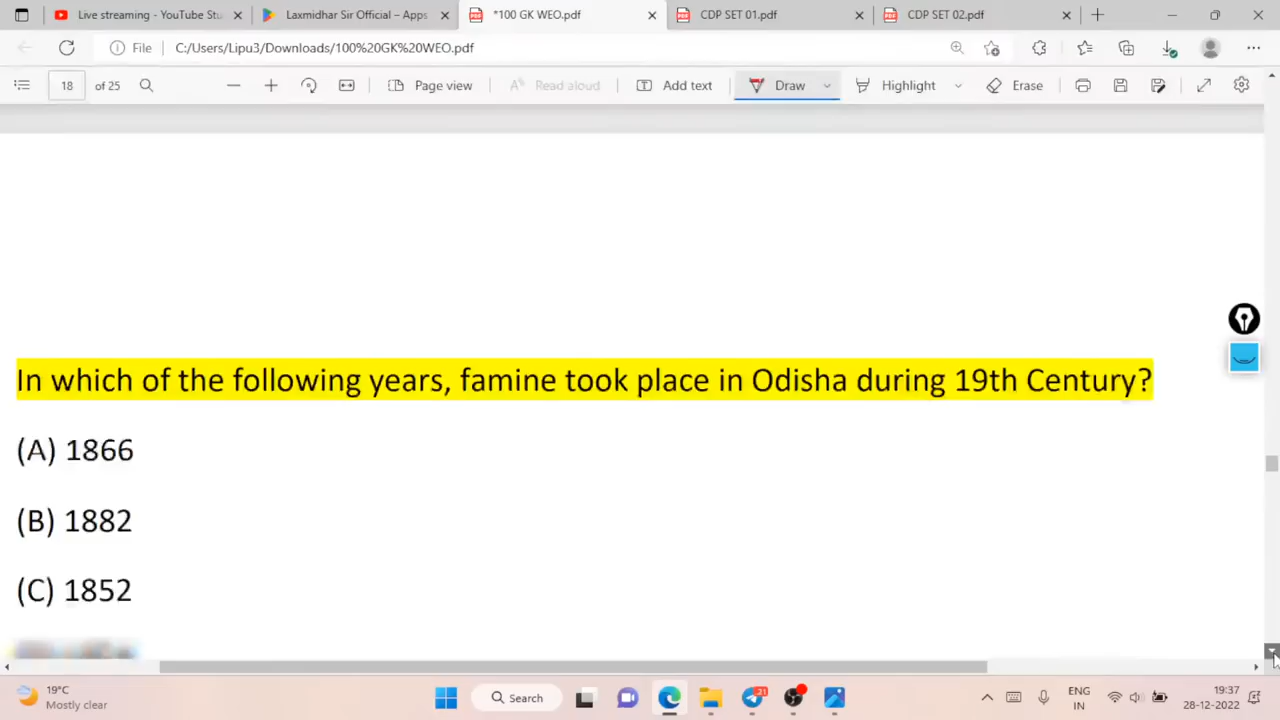 Live streaming - YouTube Stu
Laxmidhar Sir Official – Apps
*100 GK WEO.pdf
CDP SET 01.pdf
CDP SET 02.pdf
File
C:/Users/Lipu3/Downloads/100%20GK%20WEO.pdf
18 of 25
Page view
Read aloud
Add text
Draw
Highlight
Erase
In which of the following years, famine took place in Odisha during 19th Century?
(A) 1866
(B) 1882
(C) 1852
19°C
Mostly clear
Search
21
ENG
IN
19:37
28-12-2022